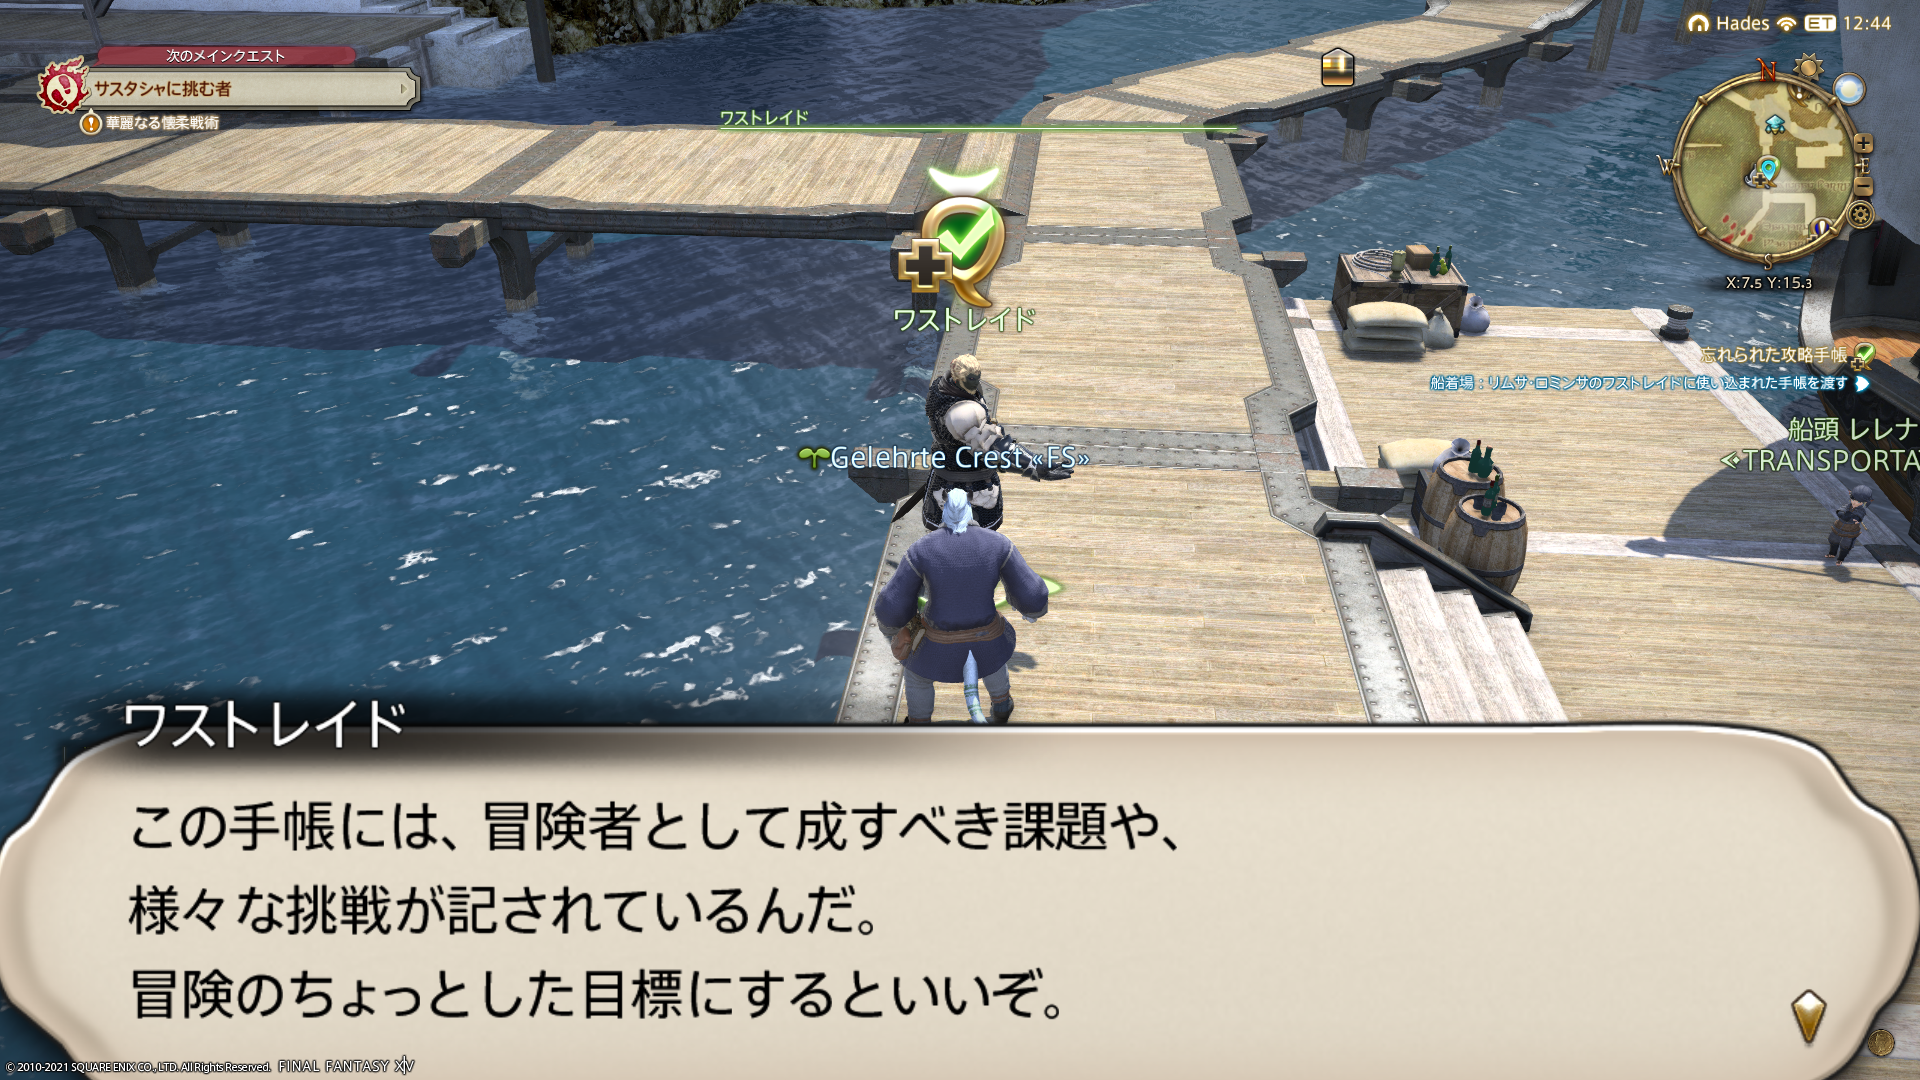 次のメインクエスト
サスタシャに挑む者
華麗なる懐柔戦術
Hades ET 12:44
N
W
E
S
X:7.5 Y:15.3
ワストレイド
ワストレイド
忘れられた攻略手帳
船着場：リムサ・ロミンサのワストレイドに使い込まれた手帳を渡す
船頭 レレナ
≪TRANSPORTA
Gelehrte Crest «FS»
ワストレイド
この手帳には、冒険者として成すべき課題や、
様々な挑戦が記されているんだ。
冒険のちょっとした目標にするといいぞ。
© 2010-2021 SQUARE ENIX CO., LTD. All Rights Reserved. FINAL FANTASY XIV